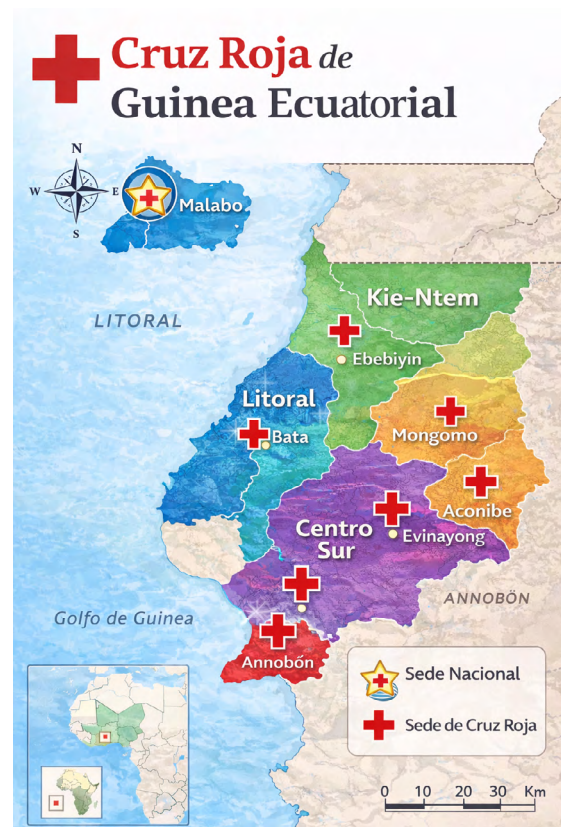 Cruz Roja de
Guinea Ecuatorial
N
W E
S
Malabo
LITORAL
Kie-Ntem
Ebebiyin
Litoral
Bata
Mongomo
Aconibe
Centro
Sur
Evinayong
ANNOBÖN
Golfo de Guinea
Annobón
Sede Nacional
Sede de Cruz Roja
0 10 20 30 Km